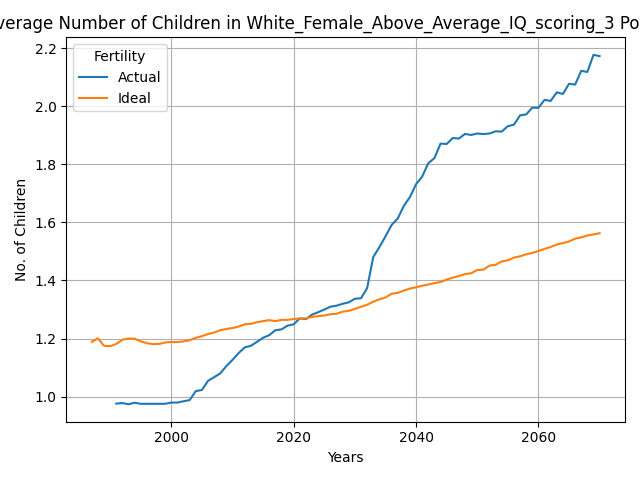 verage Number of Children in White_Female_Above_Average_IQ_scoring_3 Po
Fertility
Actual
Ideal
2.2
2.0
1.8
1.6
1.4
1.2
1.0
No. of Children
2000
2020
2040
2060
Years